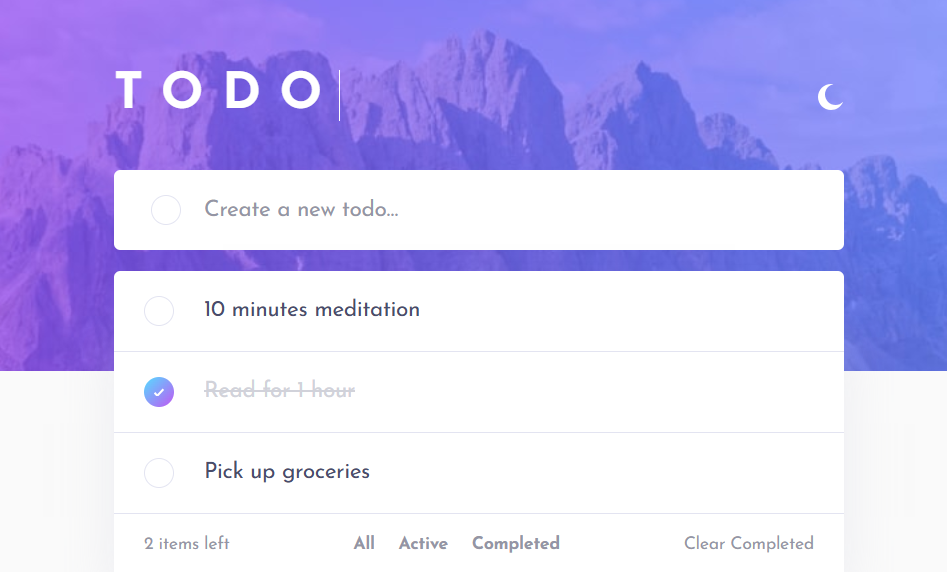 TODO
Create a new todo...
10 minutes meditation
Read for 1 hour
Pick up groceries
2 items left All Active Completed Clear Completed